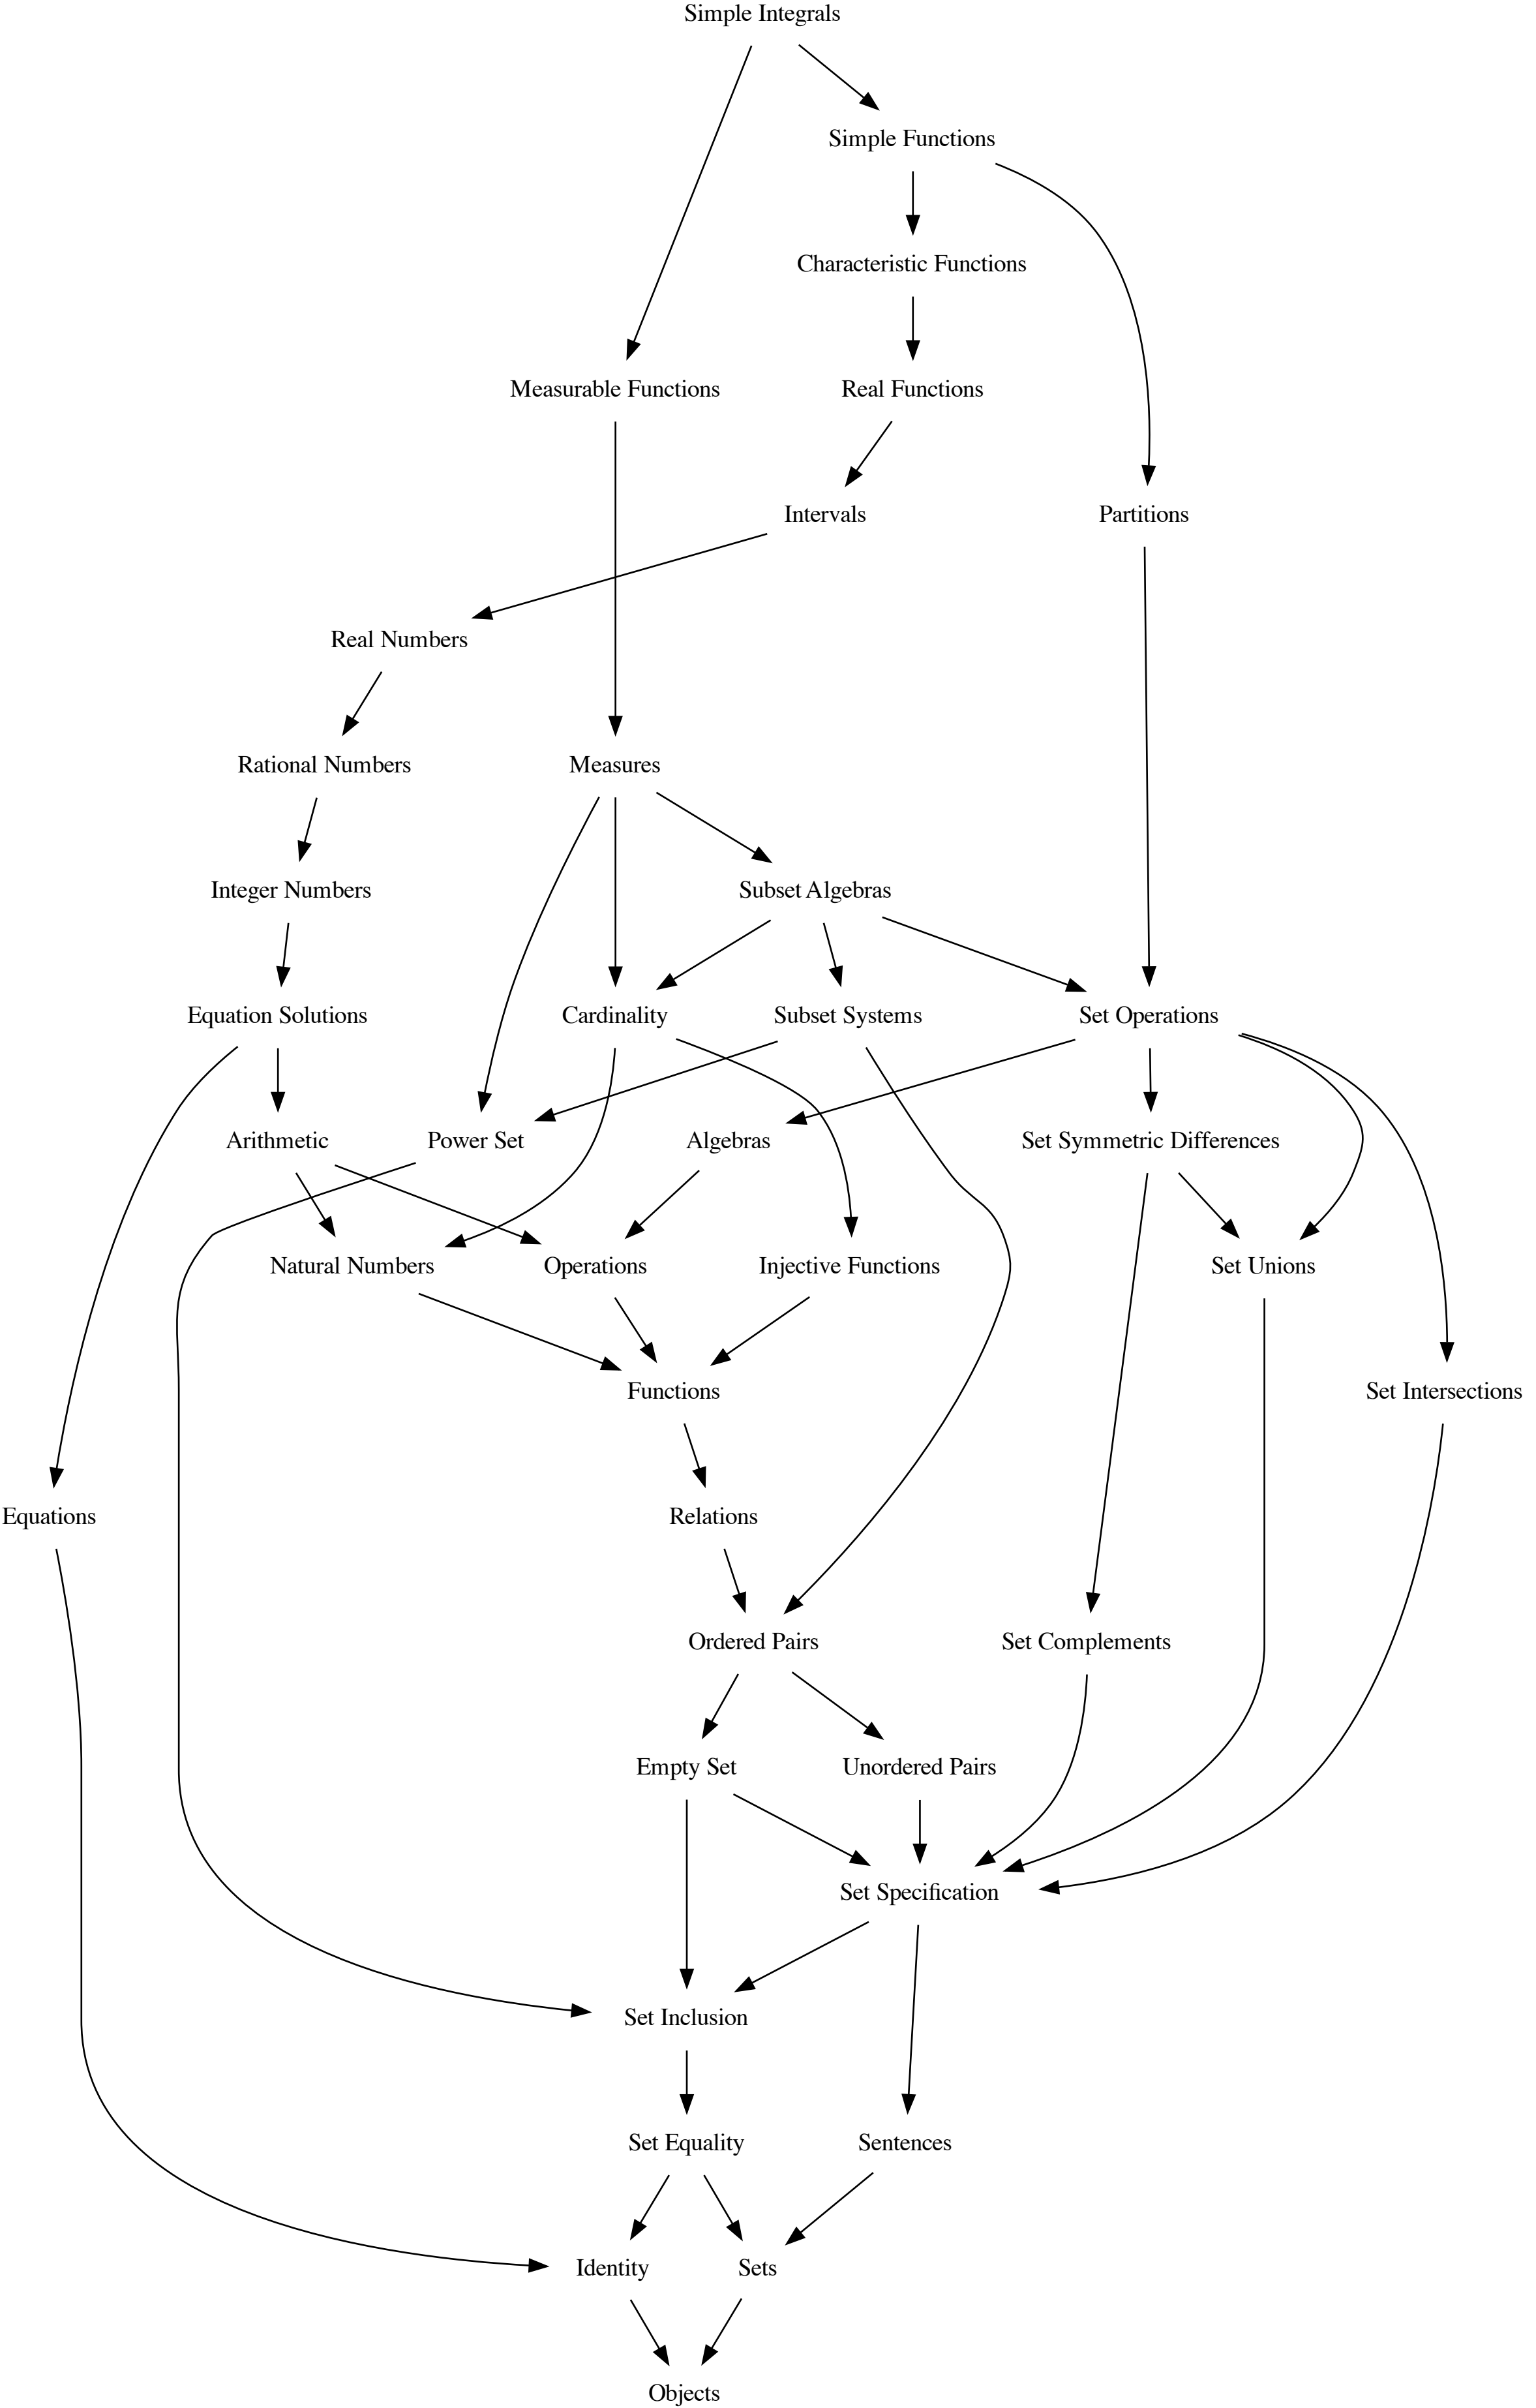 Simple Integrals
Simple Functions
Characteristic Functions
Measurable Functions
Real Functions
Intervals
Partitions
Real Numbers
Rational Numbers
Measures
Integer Numbers
Subset Algebras
Equation Solutions
Cardinality
Subset Systems
Set Operations
Arithmetic
Power Set
Algebras
Set Symmetric Differences
Natural Numbers
Operations
Injective Functions
Set Unions
Functions
Set Intersections
Equations
Relations
Ordered Pairs
Set Complements
Empty Set
Unordered Pairs
Set Specification
Set Inclusion
Set Equality
Sentences
Identity
Sets
Objects